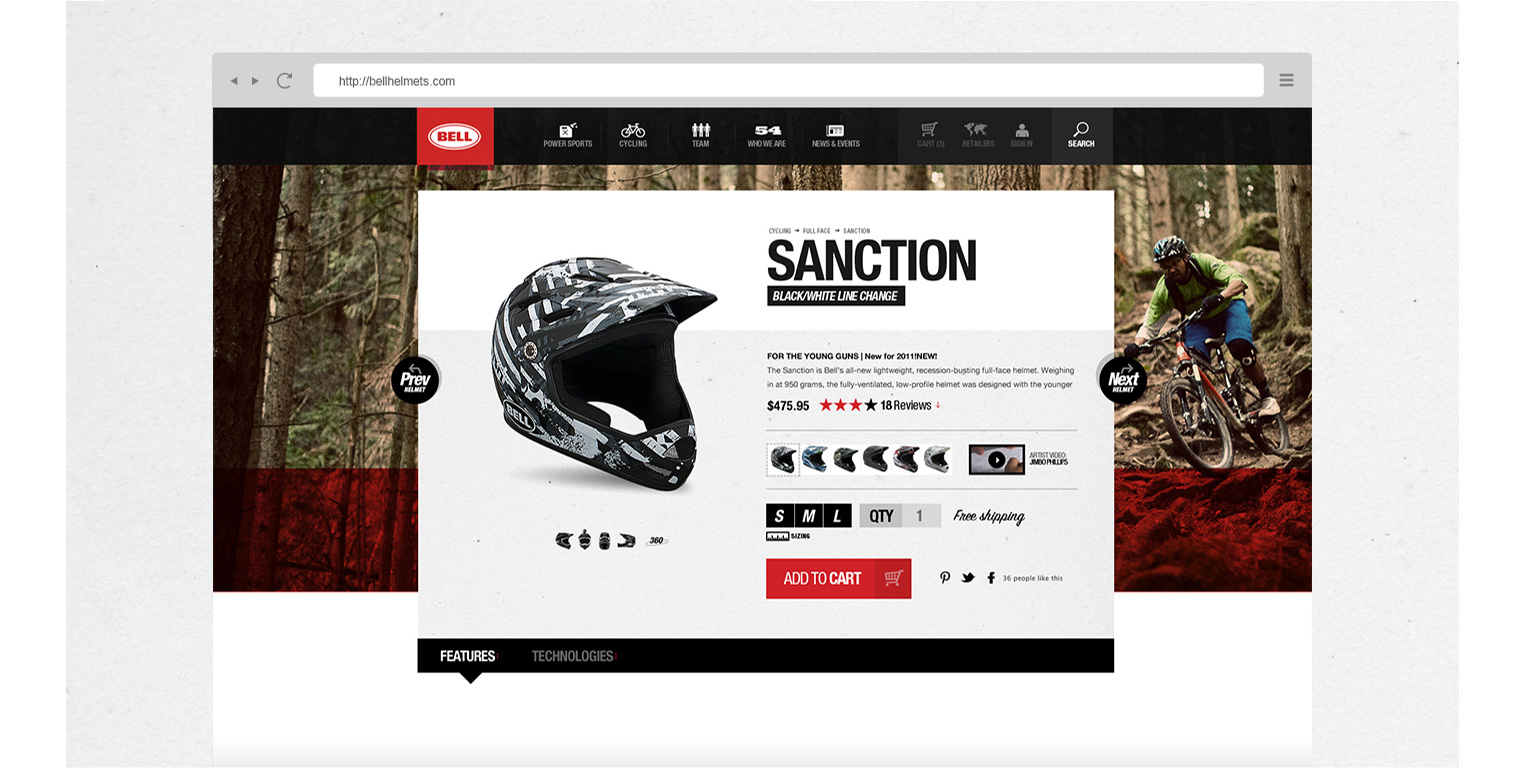 http://bellhelmets.com
BELL
POWER SPORTS
CYCLING
TEAM
54
WHO WE ARE
NEWS & EVENTS
CART (3)
RETAILERS
SIGN IN
SEARCH
CYCLING ➞ FULL FACE ➞ SANCTION
SANCTION
BLACK/WHITE LINE CHANGE
FOR THE YOUNG GUNS | New for 2011!NEW!
The Sanction is Bell's all-new lightweight, recession-busting full-face helmet. Weighing
in at 950 grams, the fully-ventilated, low-profile helmet was designed with the younger
$475.95 ★★★★ 18 Reviews ↓
Prev
HELMET
Next
HELMET
BELL
ARTIST VIDEO:
JIMBO PHILLIPS
S M L QTY 1 Free shipping
SIZING
360
ADD TO CART
36 people like this
FEATURES
TECHNOLOGIES